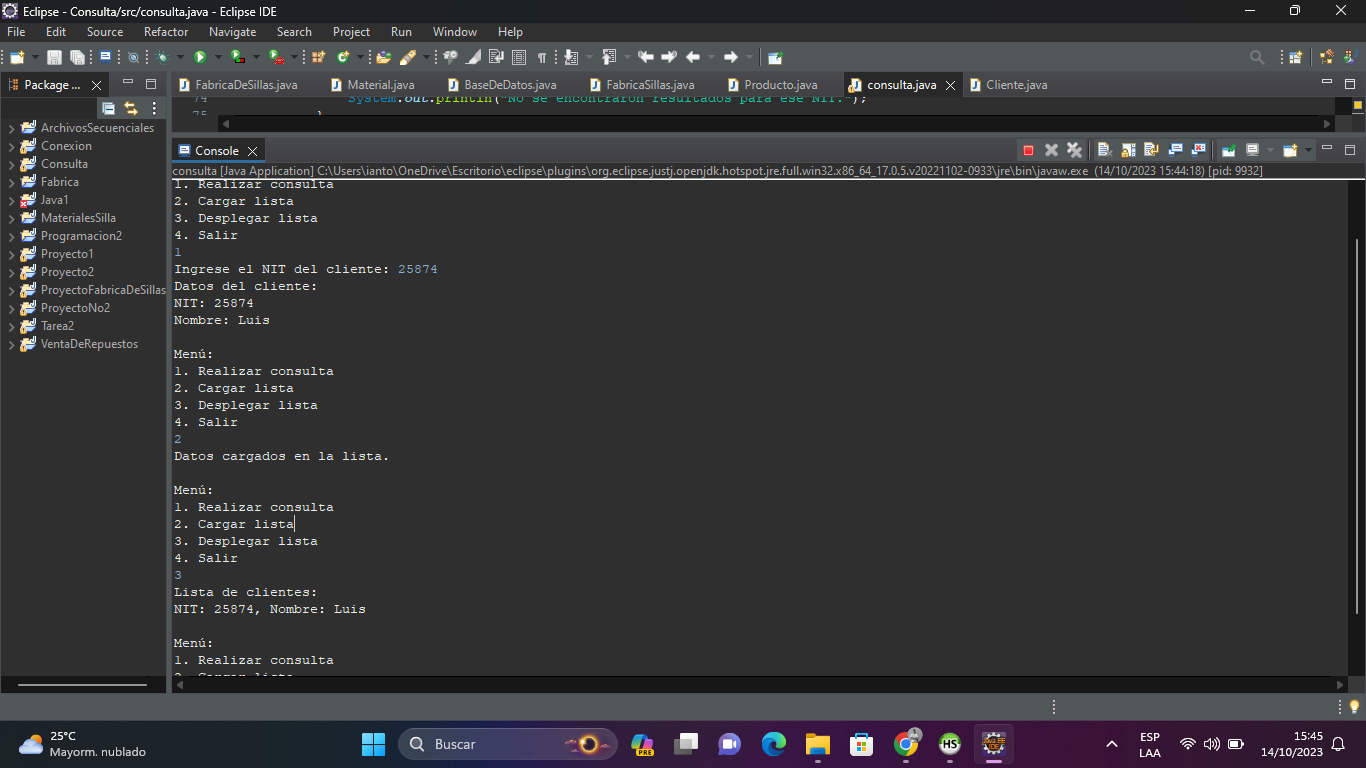 Eclipse - Consulta/src/consulta.java - Eclipse IDE
File Edit Source Refactor Navigate Search Project Run Window Help
Package ...
FabricaDeSillas.java Material.java BaseDeDatos.java FabricaSillas.java Producto.java consulta.java Cliente.java
74 System.out.println("No se encontraron resultados para ese NIT.");
75 }
ArchivosSecuenciales
Conexion
Consulta
Fabrica
Java1
MaterialesSilla
Programacion2
Proyecto1
Proyecto2
ProyectoFabricaDeSillas
ProyectoNo2
Tarea2
VentaDeRepuestos
Console
consulta [Java Application] C:\Users\ianto\OneDrive\Escritorio\eclipse\plugins\org.eclipse.justj.openjdk.hotspot.jre.full.win32.x86_64_17.0.5.v20221102-0933\jre\bin\javaw.exe (14/10/2023 15:44:18) [pid: 9932]
1. Realizar consulta
2. Cargar lista
3. Desplegar lista
4. Salir
1
Ingrese el NIT del cliente: 25874
Datos del cliente:
NIT: 25874
Nombre: Luis
Menú:
1. Realizar consulta
2. Cargar lista
3. Desplegar lista
4. Salir
2
Datos cargados en la lista.
Menú:
1. Realizar consulta
2. Cargar lista
3. Desplegar lista
4. Salir
3
Lista de clientes:
NIT: 25874, Nombre: Luis
Menú:
1. Realizar consulta
2. Cargar lista
25°C
Mayorm. nublado
Buscar
PRE
HS
Java EE
IDE
ESP
LAA
15:45
14/10/2023